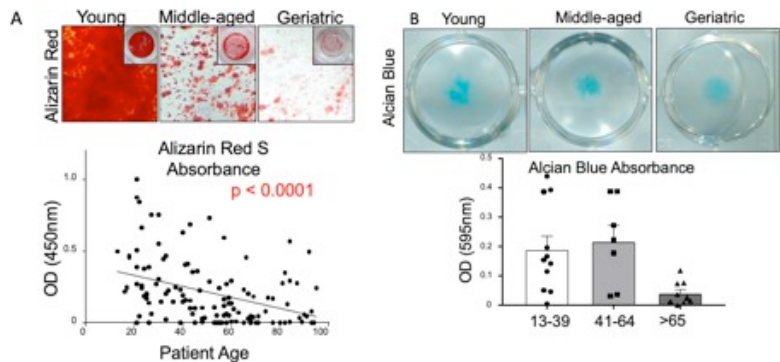 A
Young Middle-aged Geriatric
Alizarin Red
Alizarin Red S
Absorbance
p < 0.0001
OD (450nm)
1.0
0.5
0
0 20 40 60 80 100
Patient Age
B
Young Middle-aged Geriatric
Alcian Blue
Alcian Blue Absorbance
OD (595nm)
0.4
0.3
0.2
0.1
0
13-39 41-64 >65